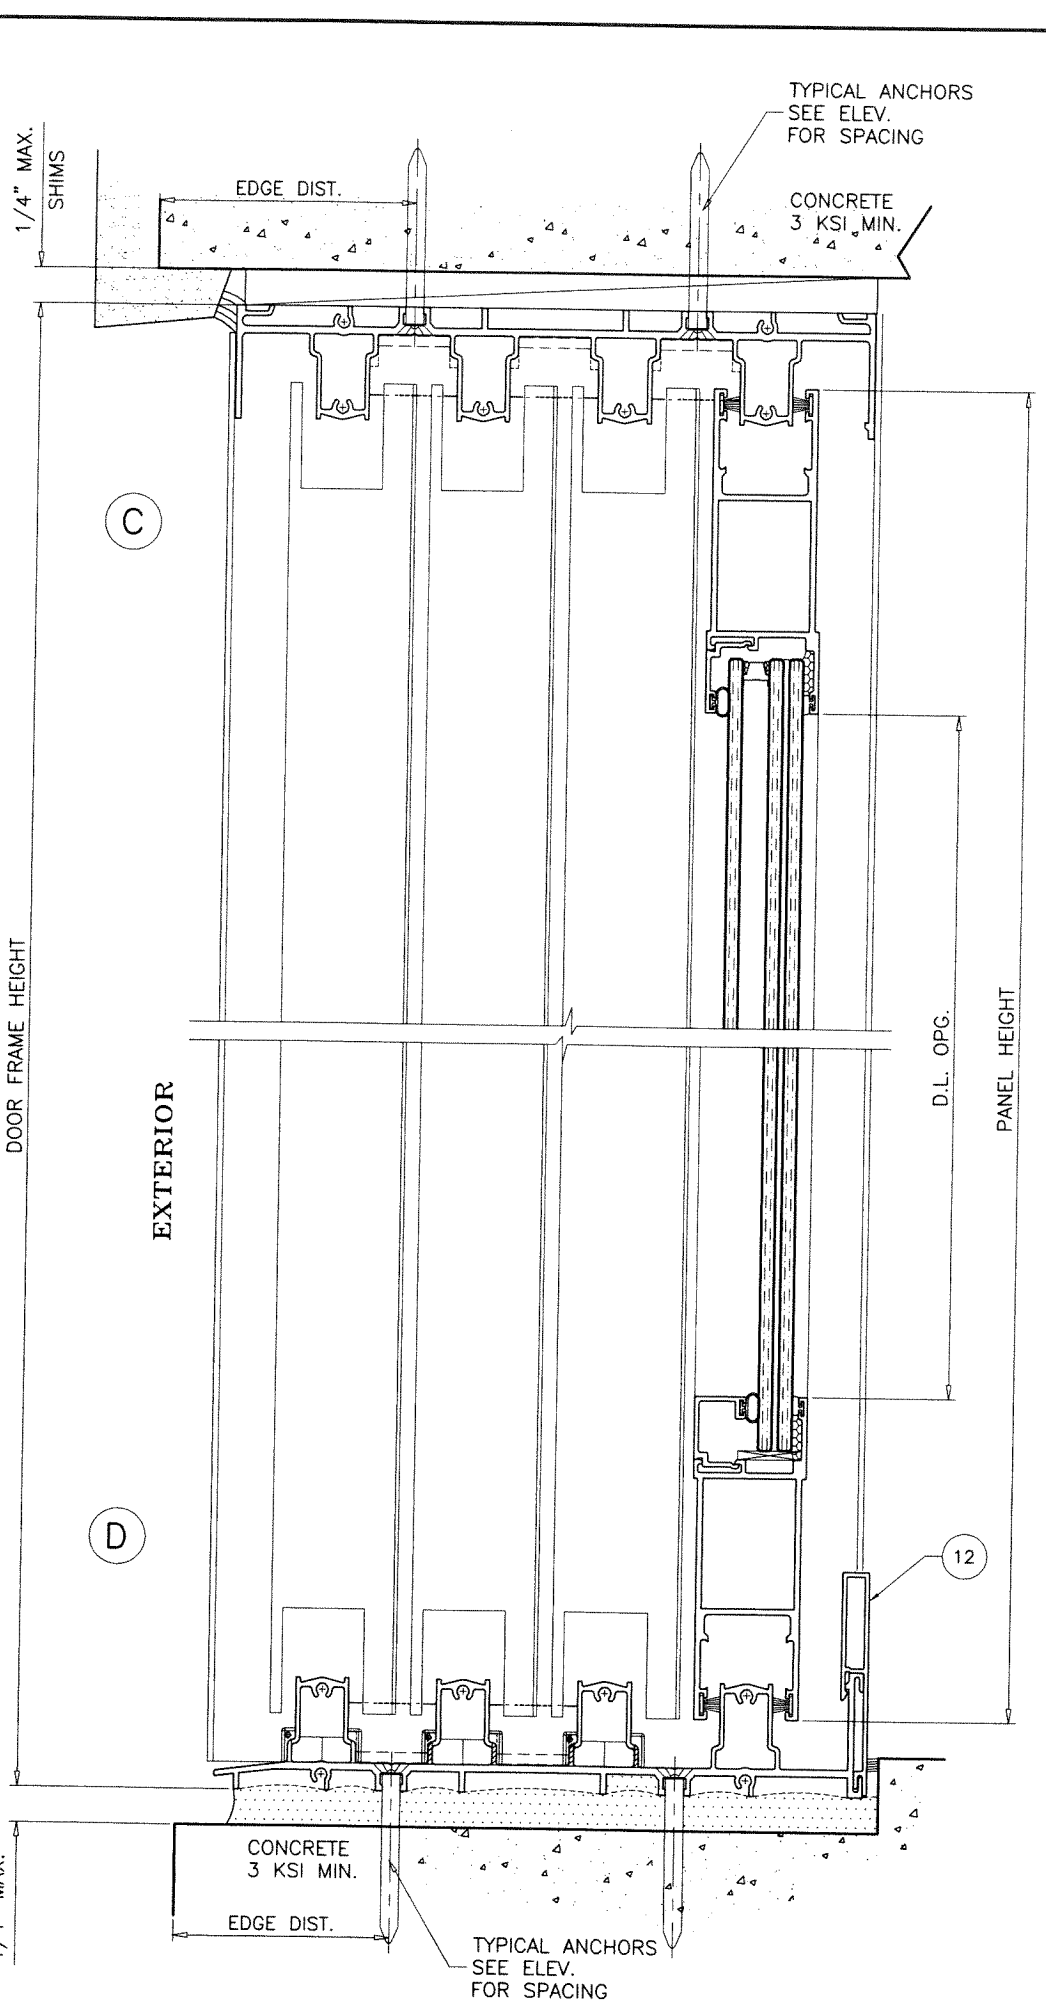 TYPICAL ANCHORS
SEE ELEV.
FOR SPACING
1/4" MAX.
SHIMS
EDGE DIST.
CONCRETE
3 KSI MIN.
C
DOOR FRAME HEIGHT
EXTERIOR
D.L. OPG.
PANEL HEIGHT
D
12
CONCRETE
3 KSI MIN.
MAX.
EDGE DIST.
TYPICAL ANCHORS
SEE ELEV.
FOR SPACING